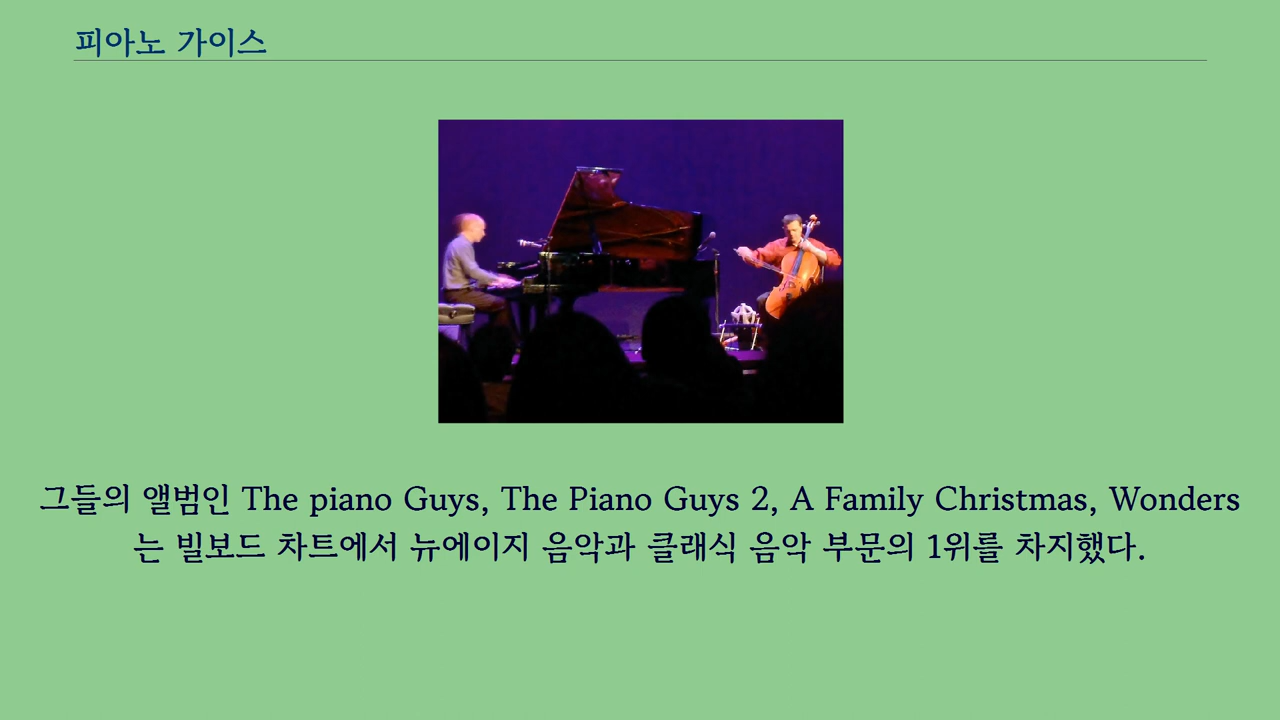 피아노 가이스
그들의 앨범인 The piano Guys, The Piano Guys 2, A Family Christmas, Wonders
는 빌보드 차트에서 뉴에이지 음악과 클래식 음악 부문의 1위를 차지했다.